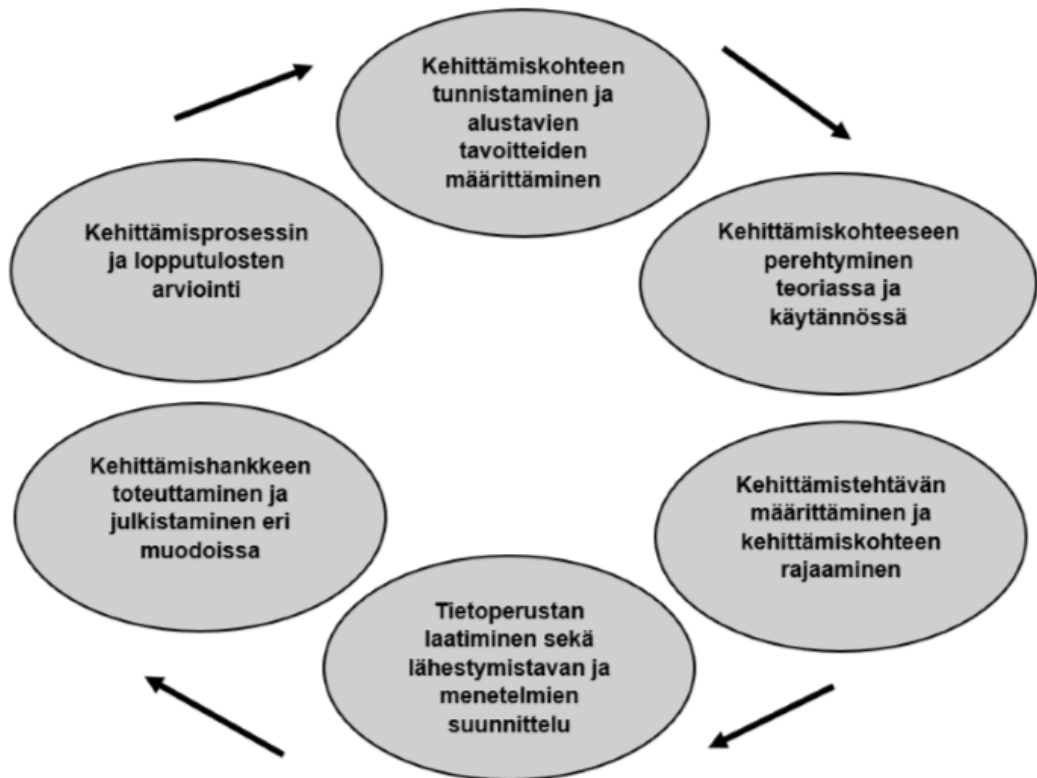 Kehittämiskohteen
tunnistaminen ja
alustavien
tavoitteiden
määrittäminen
Kehittämiskohteeseen
perehtyminen
teoriassa ja
käytännössä
Kehittämistehtävän
määrittäminen ja
kehittämiskohteen
rajaaminen
Tietoperustan
laatiminen sekä
lähestymistavan ja
menetelmien
suunnittelu
Kehittämishankkeen
toteuttaminen ja
julkistaminen eri
muodoissa
Kehittämisprosessin
ja lopputulosten
arviointi